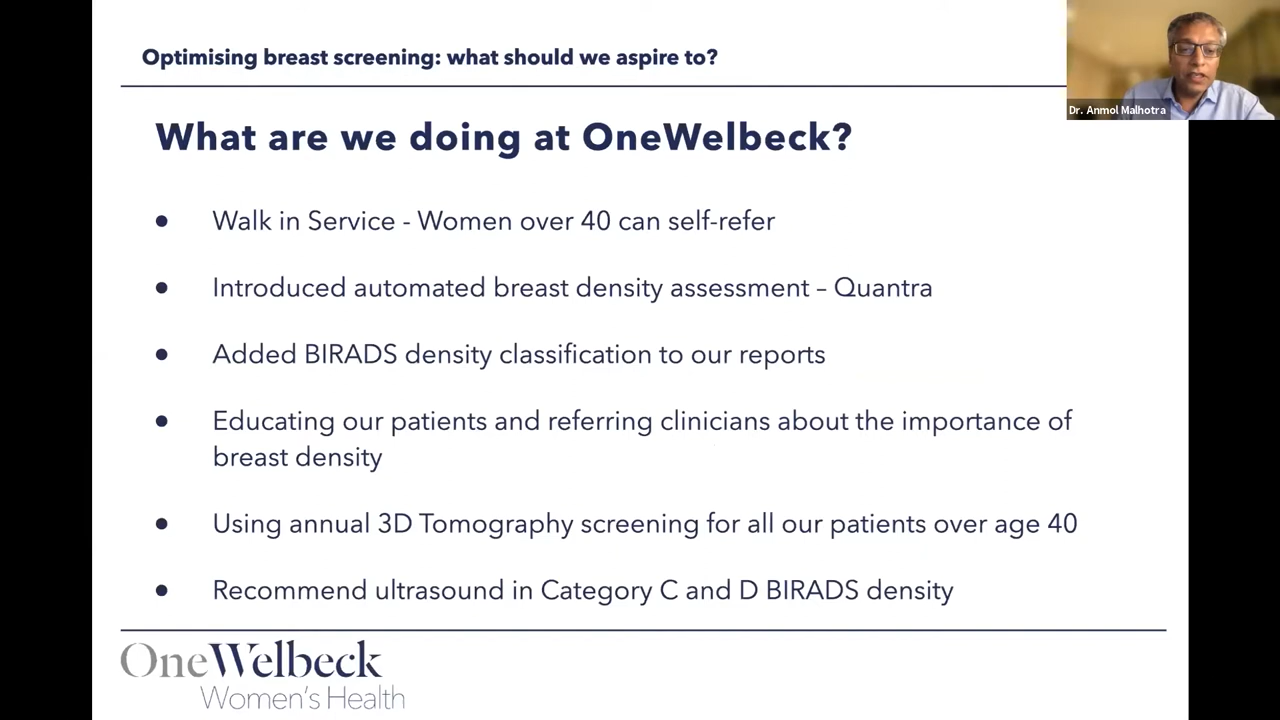 Optimising breast screening: what should we aspire to?
Dr. Anmol Malhotra
What are we doing at OneWelbeck?
• Walk in Service - Women over 40 can self-refer
• Introduced automated breast density assessment – Quantra
• Added BIRADS density classification to our reports
• Educating our patients and referring clinicians about the importance of
breast density
• Using annual 3D Tomography screening for all our patients over age 40
• Recommend ultrasound in Category C and D BIRADS density
OneWelbeck
Women's Health